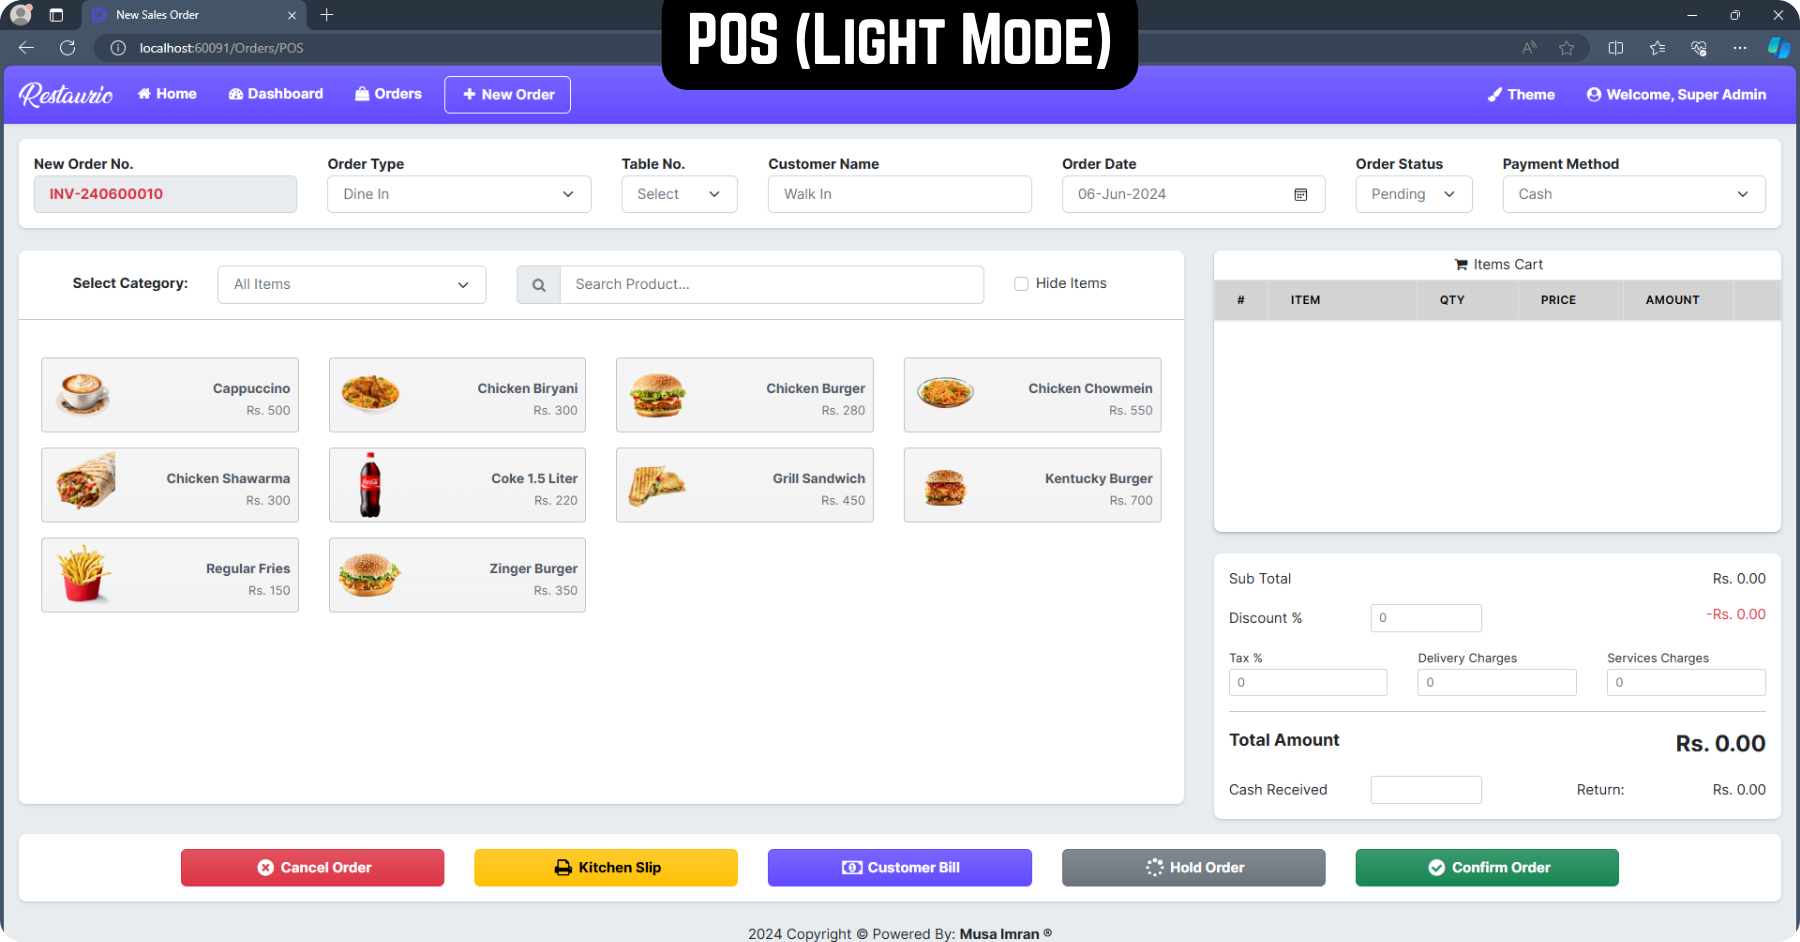 New Sales Order
POS (Light Mode)
localhost:60091/Orders/POS
Restaurio
Home
Dashboard
Orders
New Order
Theme
Welcome, Super Admin
New Order No.
Order Type
Table No.
Customer Name
Order Date
Order Status
Payment Method
INV-240600010
Dine In
Select
Walk In
06-Jun-2024
Pending
Cash
Select Category:
All Items
Search Product...
Hide Items
Cappuccino
Rs. 500
Chicken Biryani
Rs. 300
Chicken Burger
Rs. 280
Chicken Chowmein
Rs. 550
Chicken Shawarma
Rs. 300
Coke 1.5 Liter
Rs. 220
Grill Sandwich
Rs. 450
Kentucky Burger
Rs. 700
Regular Fries
Rs. 150
Zinger Burger
Rs. 350
Items Cart
# ITEM QTY PRICE AMOUNT
Sub Total Rs. 0.00
Discount % 0 -Rs. 0.00
Tax % Delivery Charges Services Charges
0 0 0
Total Amount Rs. 0.00
Cash Received Return: Rs. 0.00
Cancel Order
Kitchen Slip
Customer Bill
Hold Order
Confirm Order
2024 Copyright © Powered By: Musa Imran ®